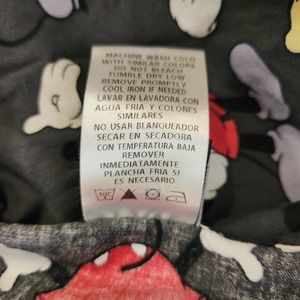 MACHINE WASH COLD
WITH SIMILAR COLORS
DO NOT BLEACH
TUMBLE DRY LOW
REMOVE PROMPTLY
COOL IRON IF NEEDED
LAVAR EN LAVADORA CON
AGUA FRIA Y COLORES
SIMILARES
NO USAR BLANQUEADOR
SECAR EN SECADORA
CON TEMPERATURA BAJA
REMOVER
INMEDIATAMENTE
PLANCHA FRIA SI
ES NECESARIO